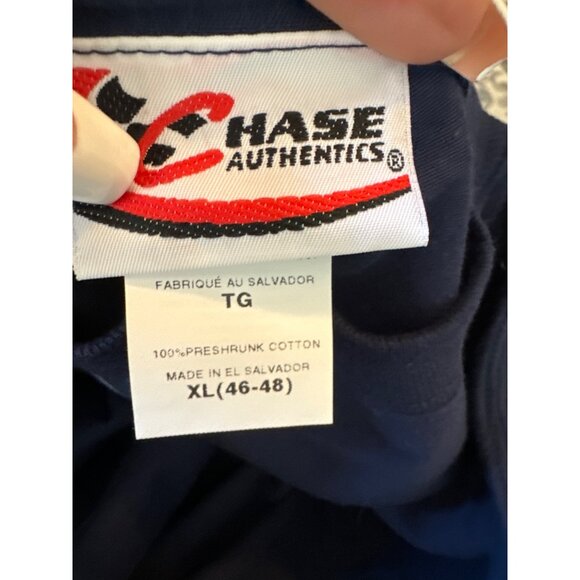 CHASE
AUTHENTICS®
FABRIQUÉ AU SALVADOR
TG
100%PRESHRUNK COTTON
MADE IN EL SALVADOR
XL(46-48)